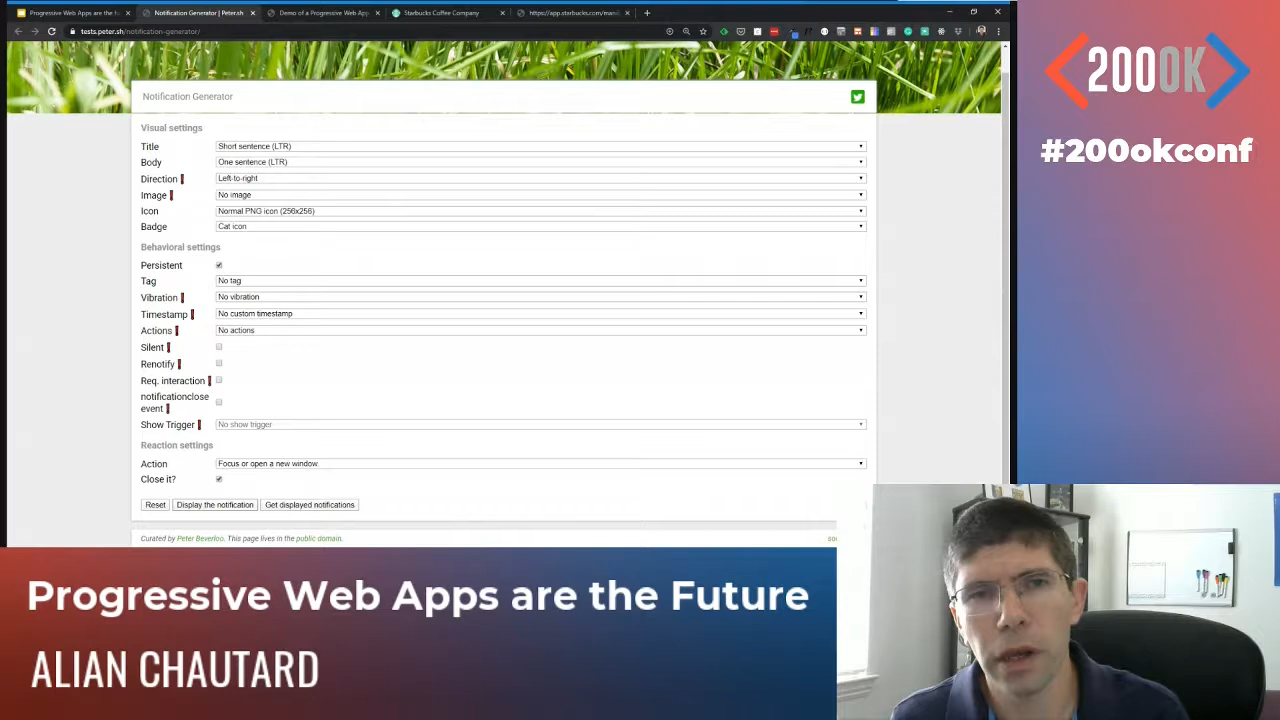 Progressive Web Apps are the fu
Notification Generator | Peter.sh
Demo of a Progressive Web App
Starbucks Coffee Company
https://app.starbucks.com/mani
tests.peter.sh/notification-generator/
Notification Generator
Visual settings
Title Short sentence (LTR)
Body One sentence (LTR)
Direction Left-to-right
Image No image
Icon Normal PNG icon (256x256)
Badge Cat icon
Behavioral settings
Persistent
Tag No tag
Vibration No vibration
Timestamp No custom timestamp
Actions No actions
Silent
Renotify
Req. interaction
notificationclose
event
Show Trigger No show trigger
Reaction settings
Action Focus or open a new window
Close it?
Reset Display the notification Get displayed notifications
Curated by Peter Beverloo. This page lives in the public domain.
<200OK>
#200okconf
Progressive Web Apps are the Future
ALIAN CHAUTARD